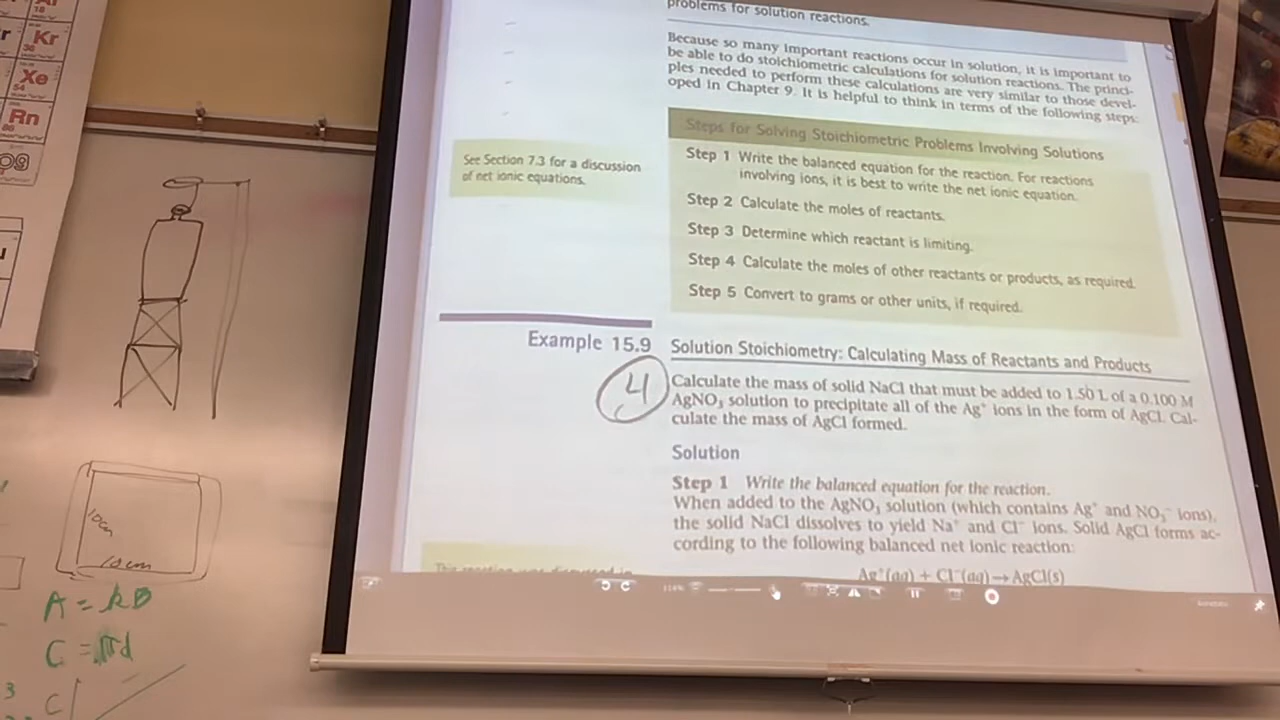 18
Kr
36
Xe
54
Rn
86
og
10cm
10cm
A = kB
C = πd
3
C
problems for solution reactions.
Because so many important reactions occur in solution, it is important to
be able to do stoichiometric calculations for solution reactions. The princi-
ples needed to perform these calculations are very similar to those devel-
oped in Chapter 9. It is helpful to think in terms of the following steps:
See Section 7.3 for a discussion
of net ionic equations.
Steps for Solving Stoichiometric Problems Involving Solutions
Step 1 Write the balanced equation for the reaction. For reactions
involving ions, it is best to write the net ionic equation.
Step 2 Calculate the moles of reactants.
Step 3 Determine which reactant is limiting.
Step 4 Calculate the moles of other reactants or products, as required.
Step 5 Convert to grams or other units, if required.
Example 15.9
Solution Stoichiometry: Calculating Mass of Reactants and Products
4
Calculate the mass of solid NaCl that must be added to 1.50 L of a 0.100 M
AgNO₃ solution to precipitate all of the Ag⁺ ions in the form of AgCl. Cal-
culate the mass of AgCl formed.
Solution
Step 1 Write the balanced equation for the reaction.
When added to the AgNO₃ solution (which contains Ag⁺ and NO₃⁻ ions),
the solid NaCl dissolves to yield Na⁺ and Cl⁻ ions. Solid AgCl forms ac-
cording to the following balanced net ionic reaction:
Ag⁺(aq) + Cl⁻(aq) → AgCl(s)